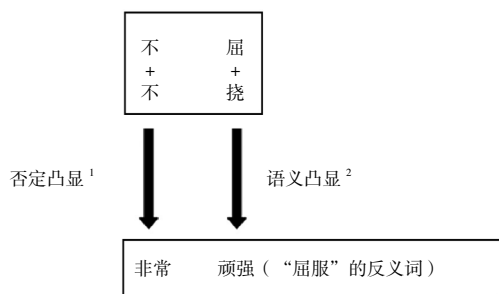 不 屈
+ +
不 挠
否定凸显1 语义凸显2
非常 顽强(“屈服”的反义词)